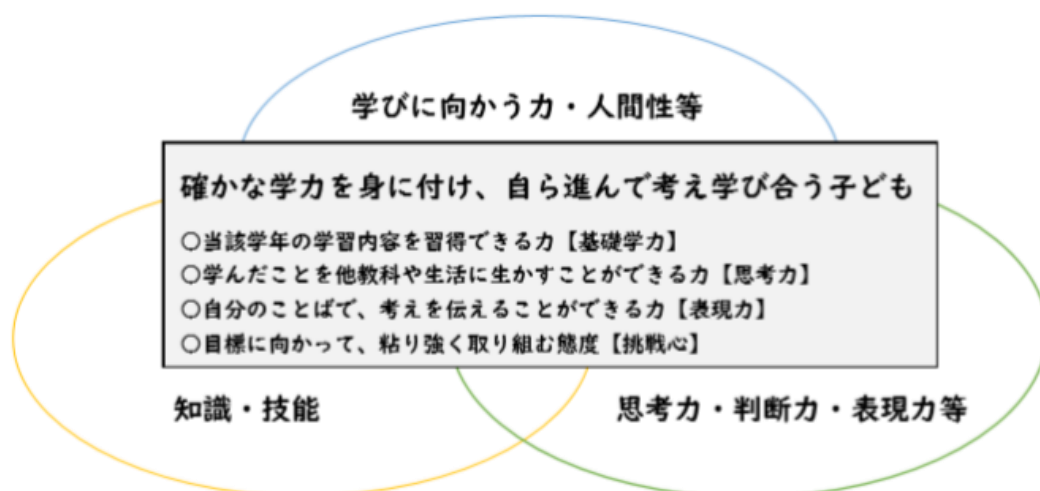 学びに向かう力・人間性等
確かな学力を身に付け、自ら進んで考え学び合う子ども
○当該学年の学習内容を習得できる力【基礎学力】
○学んだことを他教科や生活に生かすことができる力【思考力】
○自分のことばで、考えを伝えることができる力【表現力】
○目標に向かって、粘り強く取り組む態度【挑戦心】
知識・技能
思考力・判断力・表現力等